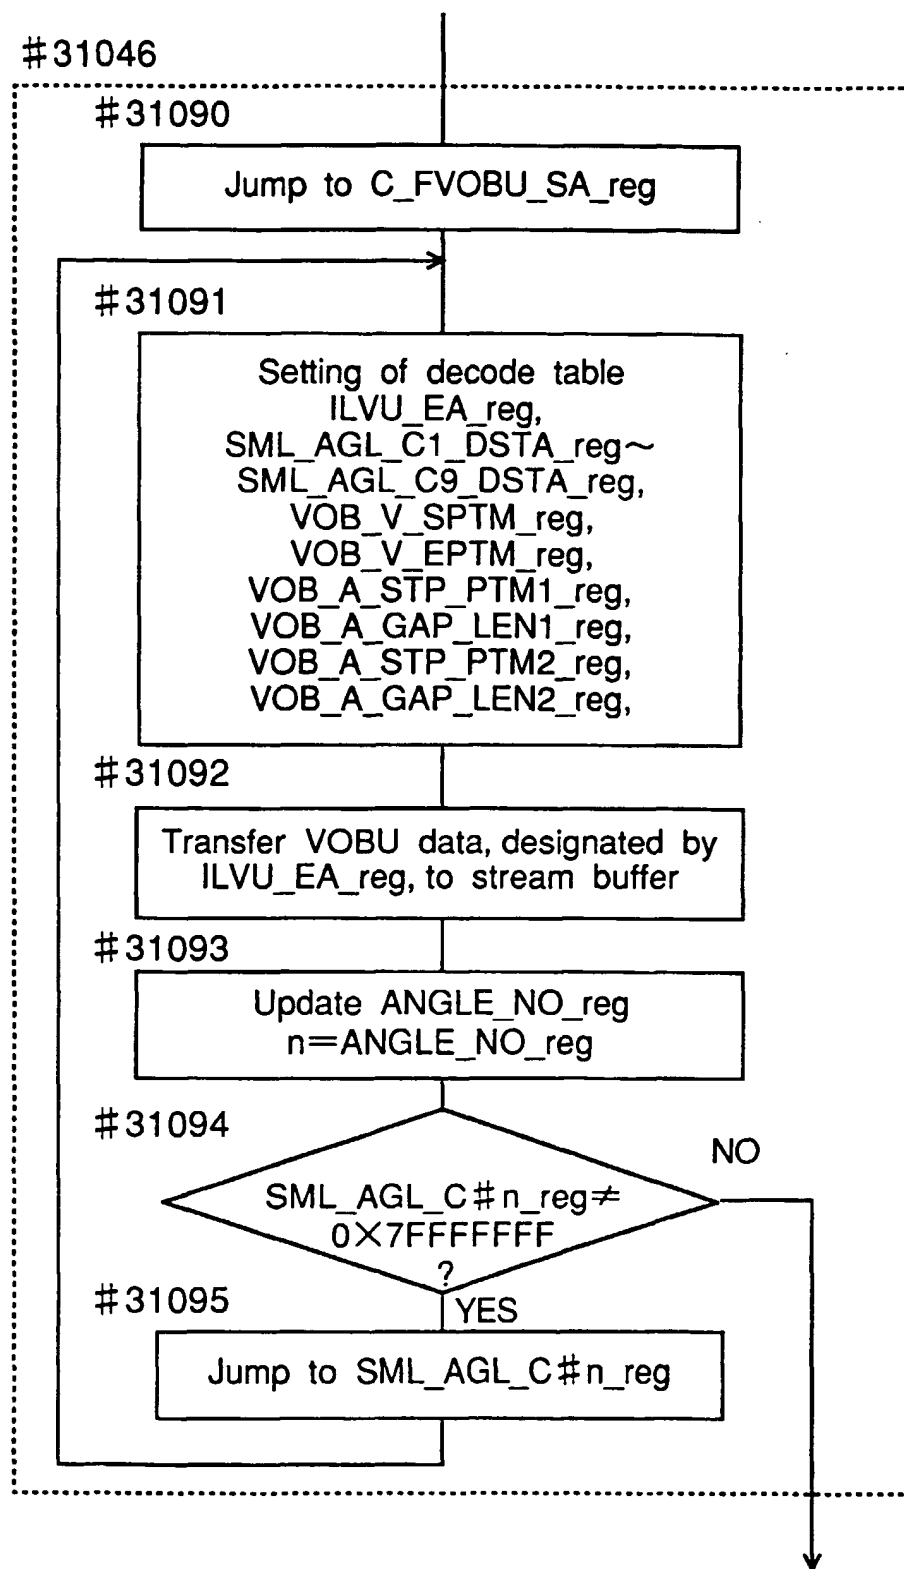 #31046
#31090
Jump to C_FVOBU_SA_reg
#31091
Setting of decode table
ILVU_EA_reg,
SML_AGL_C1_DSTA_reg~
SML_AGL_C9_DSTA_reg,
VOB_V_SPTM_reg,
VOB_V_EPTM_reg,
VOB_A_STP_PTM1_reg,
VOB_A_GAP_LEN1_reg,
VOB_A_STP_PTM2_reg,
VOB_A_GAP_LEN2_reg,
#31092
Transfer VOBU data, designated by
ILVU_EA_reg, to stream buffer
#31093
Update ANGLE_NO_reg
n=ANGLE_NO_reg
#31094
NO
SML_AGL_C#n_reg≠
0X7FFFFFFF
?
#31095
YES
Jump to SML_AGL_C#n_reg